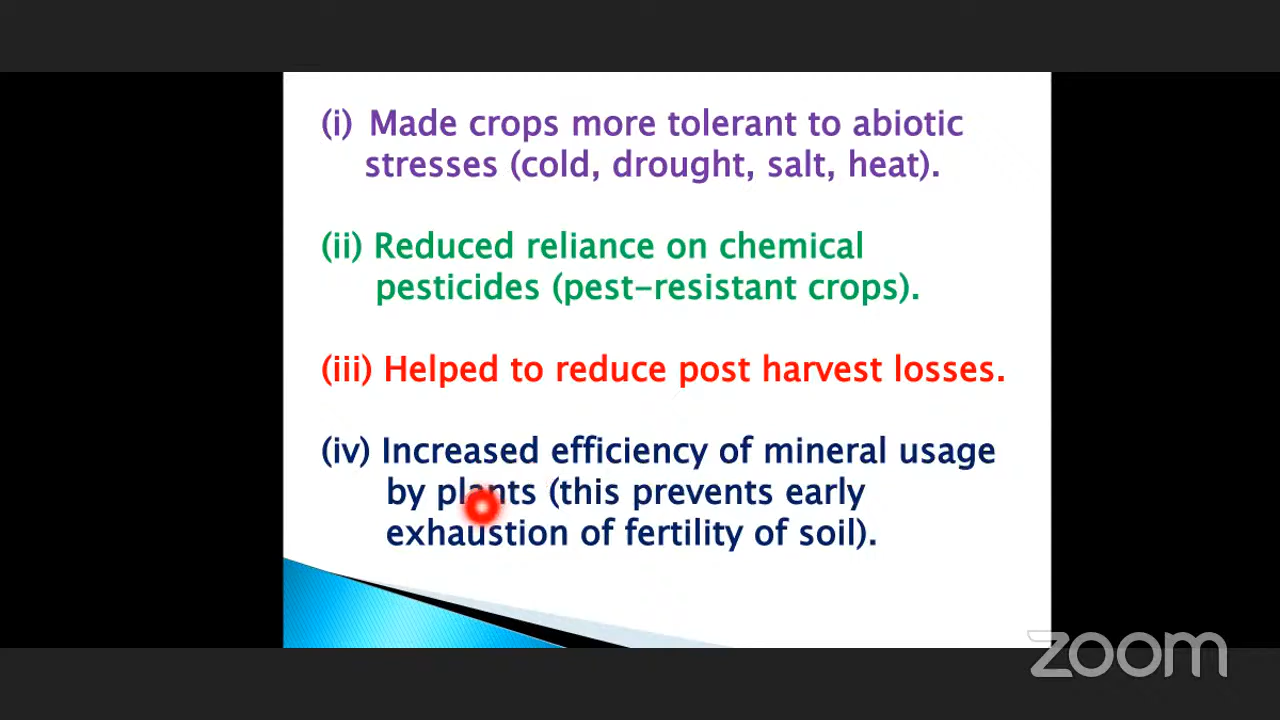 (i) Made crops more tolerant to abiotic
stresses (cold, drought, salt, heat).
(ii) Reduced reliance on chemical
pesticides (pest-resistant crops).
(iii) Helped to reduce post harvest losses.
(iv) Increased efficiency of mineral usage
by plants (this prevents early
exhaustion of fertility of soil).
zoom